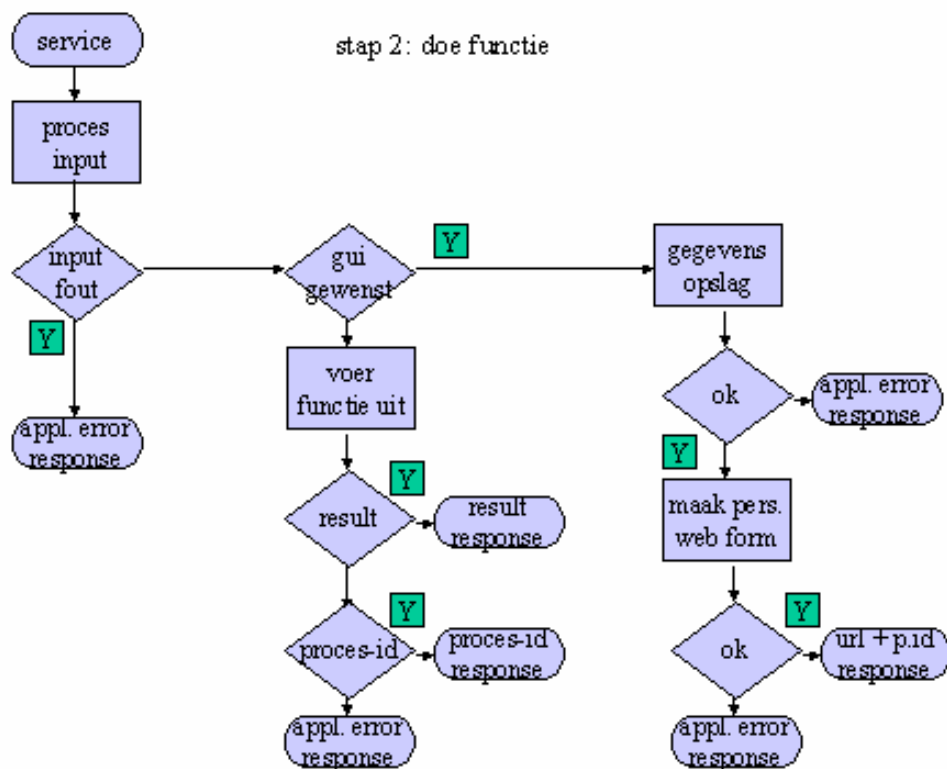 service
stap 2: doe functie
proces
input
input
fout
Y
appl. error
response
gui
gewenst
Y
voer
functie uit
result
Y
result
response
proces-id
Y
proces-id
response
appl. error
response
gegevens
opslag
ok
appl. error
response
Y
maak pers.
web form
ok
Y
url + p.id
response
appl. error
response